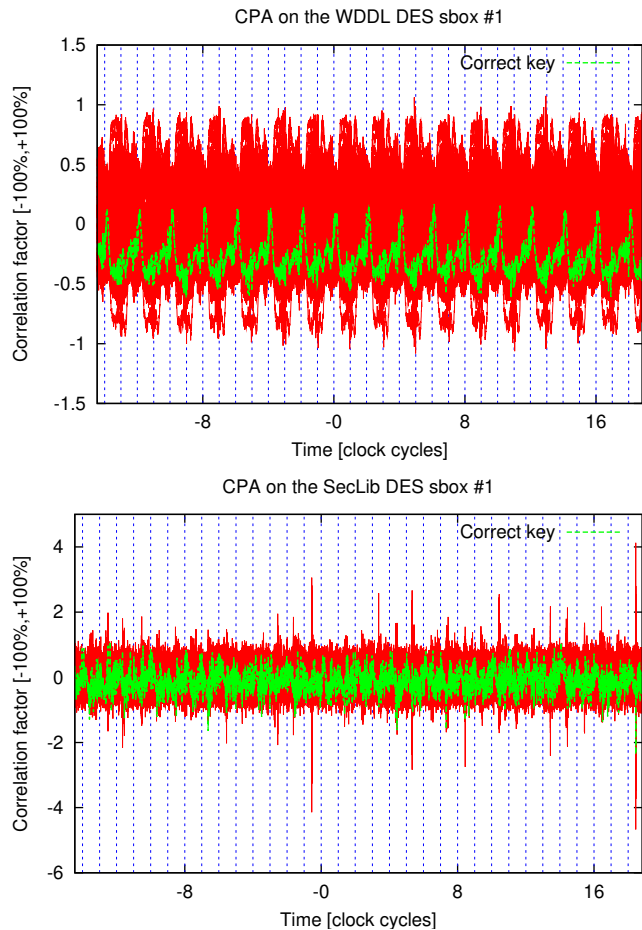 CPA on the WDDL DES sbox #1
Correct key
1.5
1
0.5
0
-0.5
-1
-1.5
Correlation factor [-100%,+100%]
-8 -0 8 16
Time [clock cycles]
CPA on the SecLib DES sbox #1
Correct key
4
2
0
-2
-4
-6
Correlation factor [-100%,+100%]
-8 -0 8 16
Time [clock cycles]